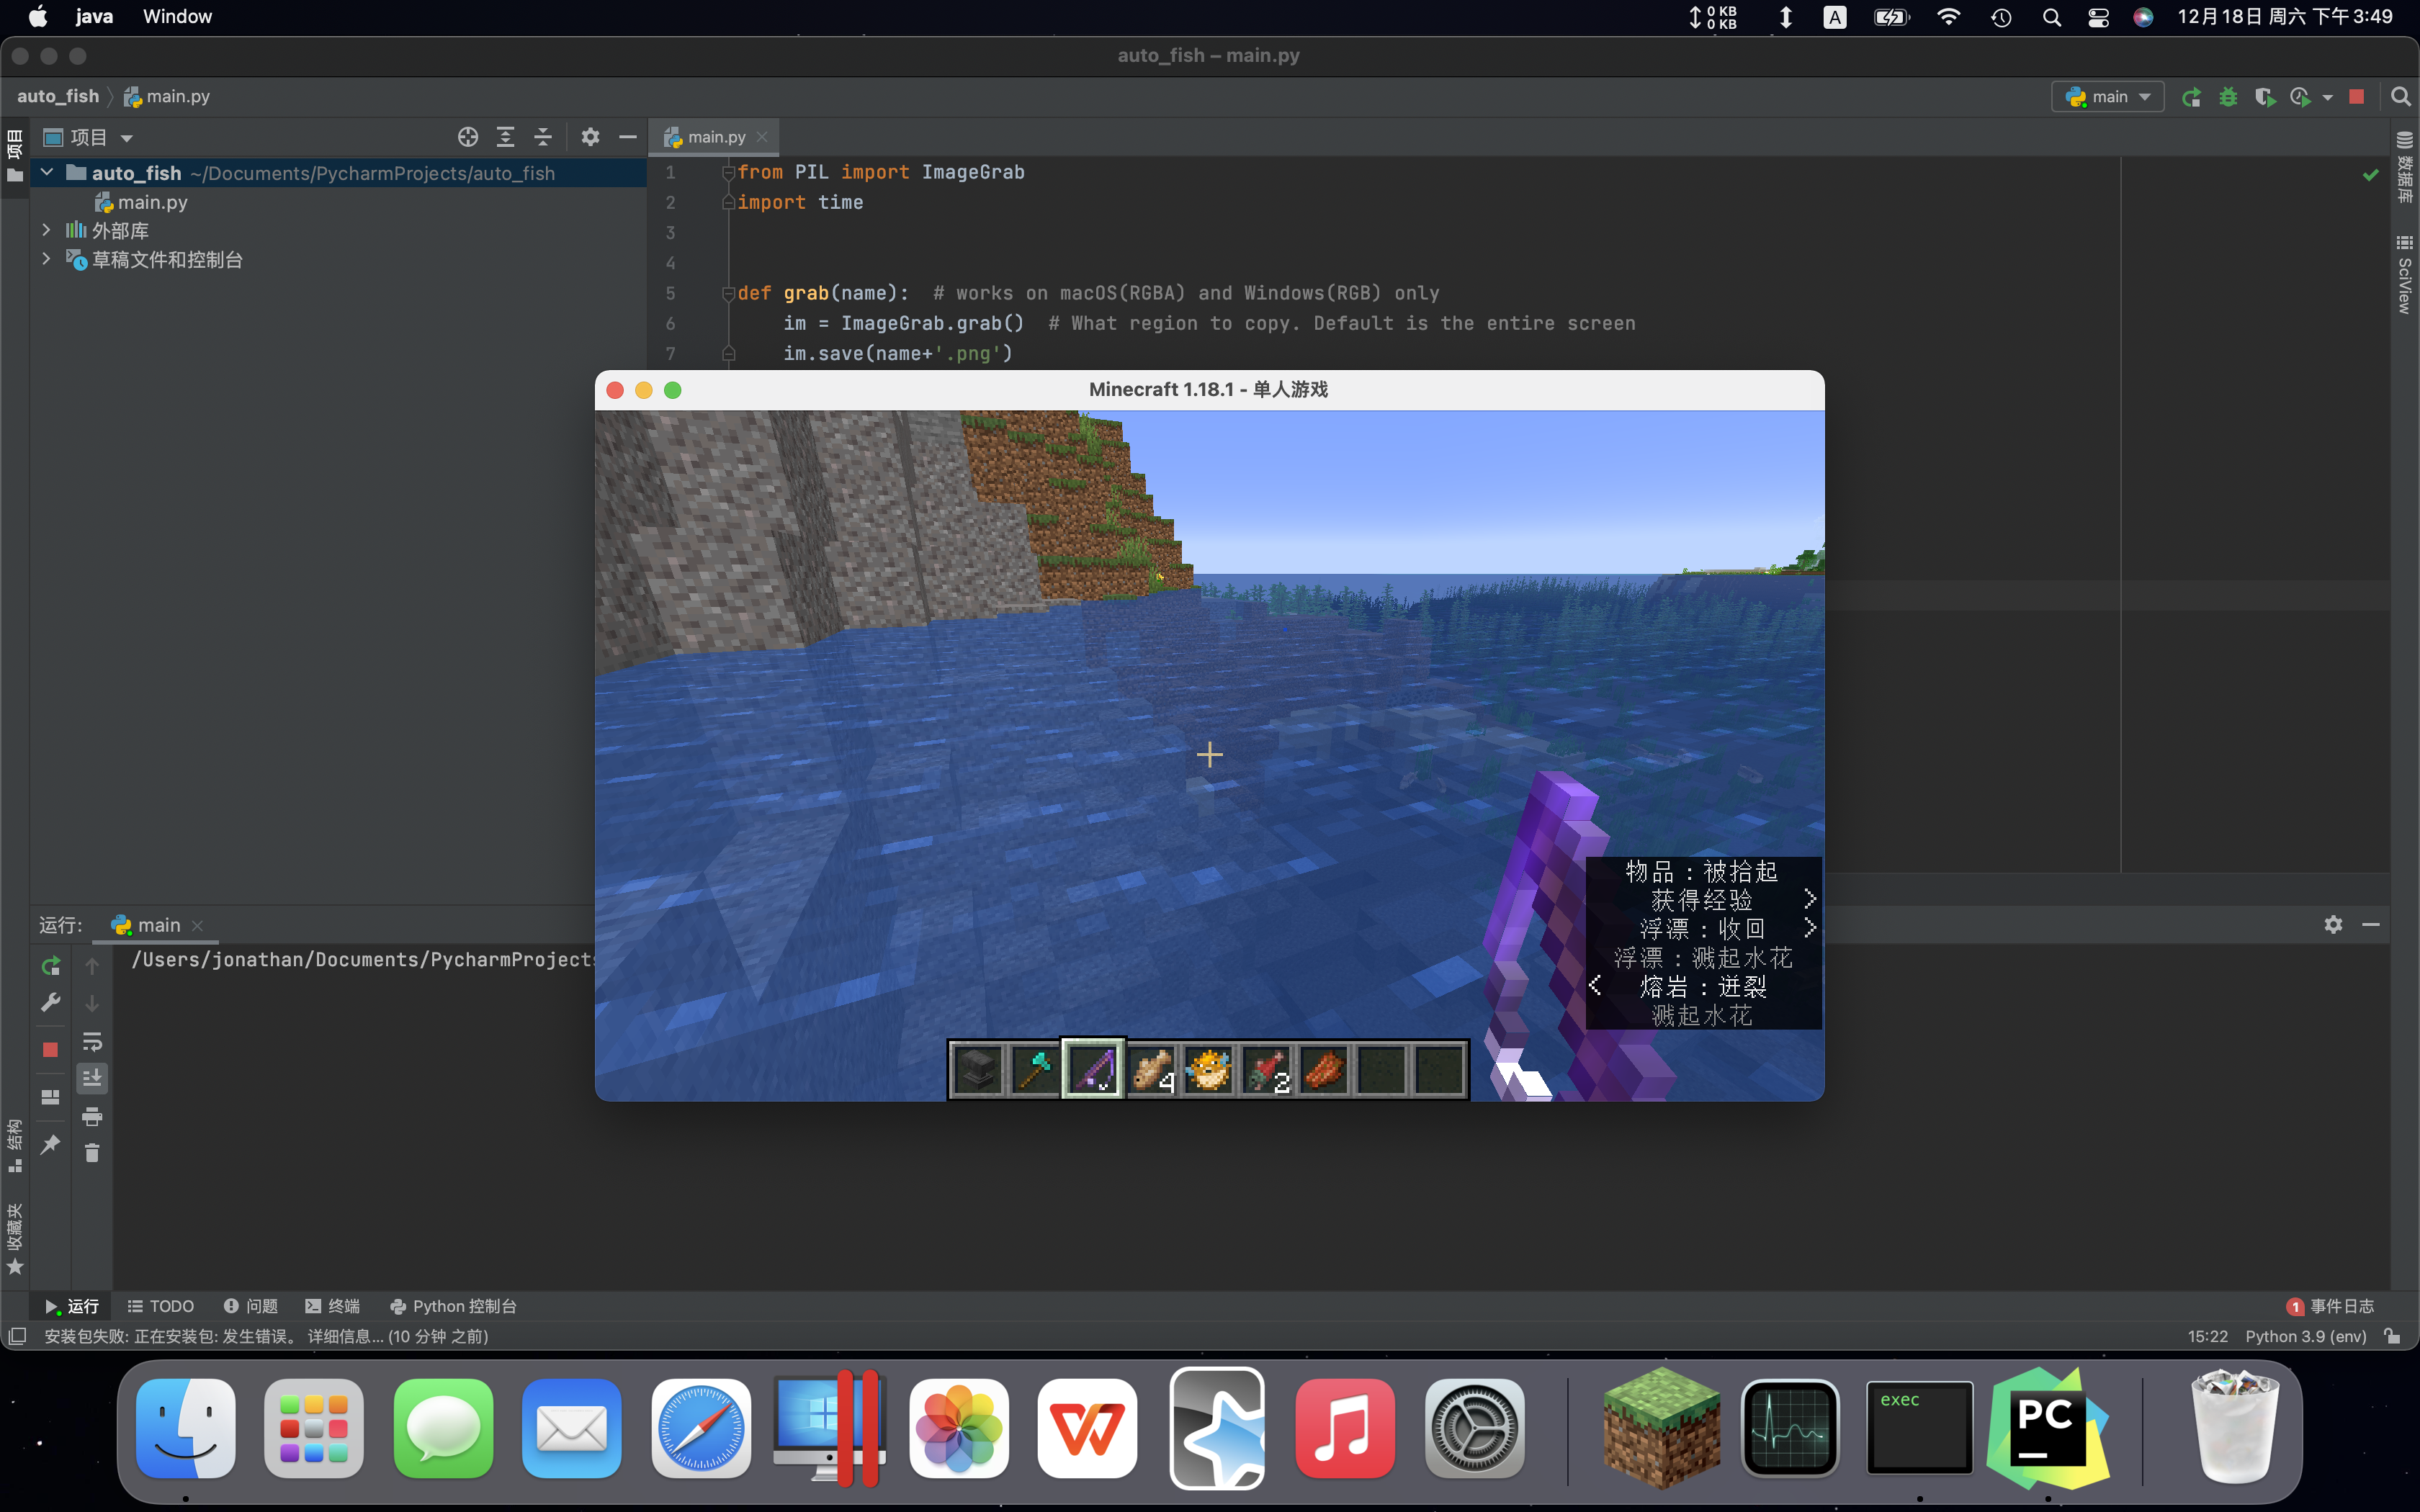 java Window 0 KB 0 KB A 12月18日 周六 下午3:49
auto_fish – main.py
auto_fish main.py main
项目
项目
main.py
数据库
SciView
auto_fish ~/Documents/PycharmProjects/auto_fish
main.py
外部库
草稿文件和控制台
1 from PIL import ImageGrab
2 import time
3
4
5 def grab(name): # works on macOS(RGBA) and Windows(RGB) only
6 im = ImageGrab.grab() # What region to copy. Default is the entire screen
7 im.save(name+'.png')
Minecraft 1.18.1 - 单人游戏
物品：被拾起
获得经验 >
浮漂：收回 >
浮漂：溅起水花
< 熔岩：迸裂
溅起水花
4 2
运行: main
/Users/jonathan/Documents/PycharmProjects
结构
收藏夹
运行 TODO 问题 终端 Python 控制台 1 事件日志
安装包失败: 正在安装包: 发生错误。 详细信息... (10 分钟 之前) 15:22 Python 3.9 (env)
exec
PC